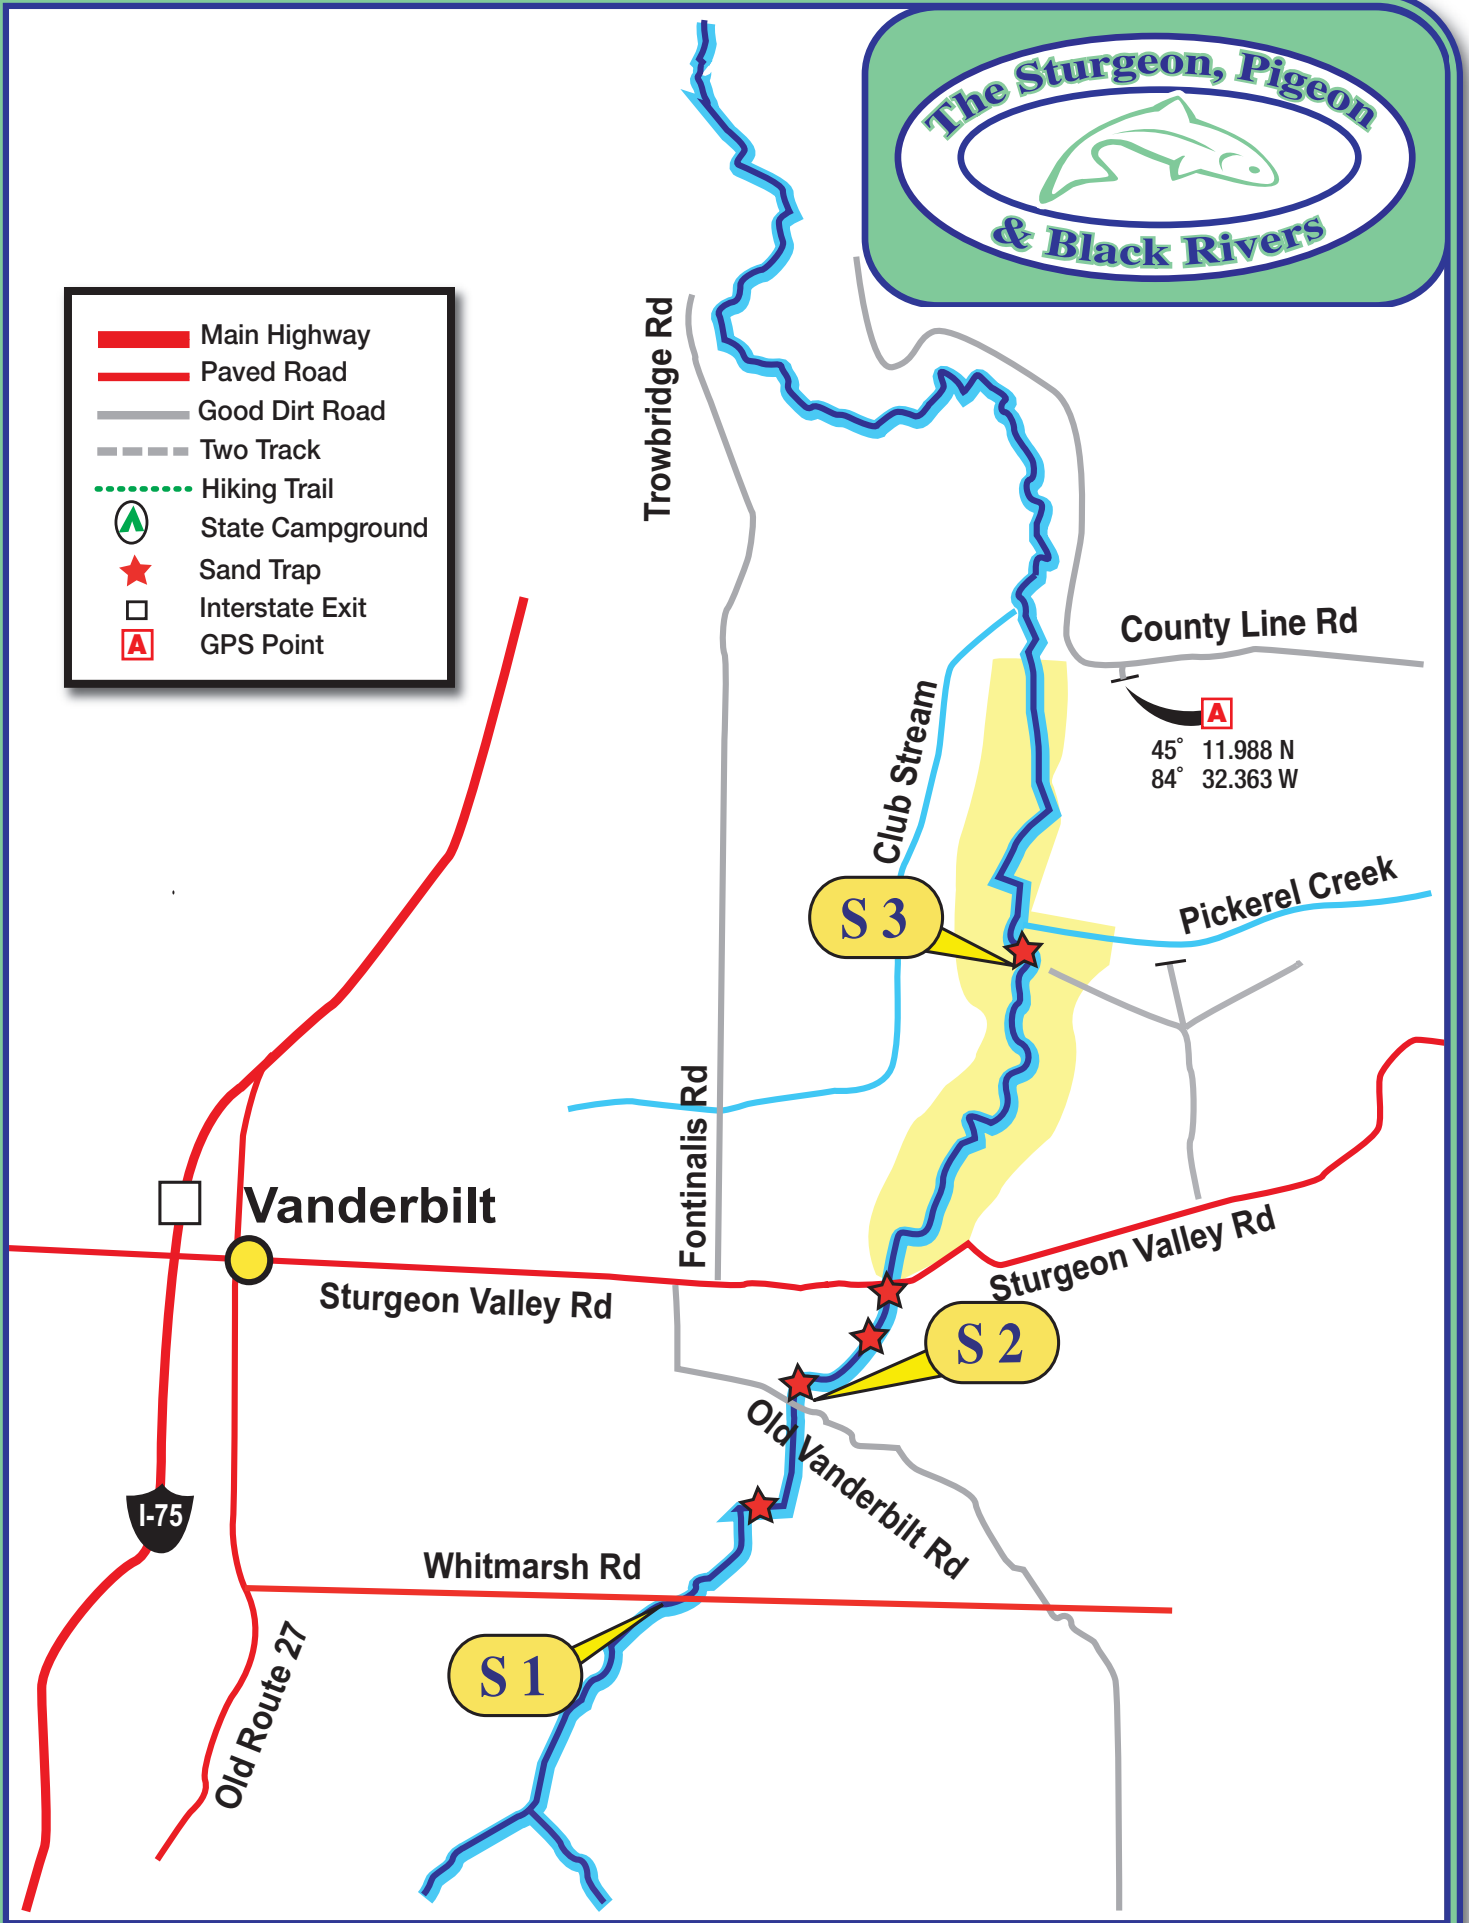 The Sturgeon, Pigeon
& Black Rivers
Main Highway
Paved Road
Good Dirt Road
Two Track
Hiking Trail
State Campground
Sand Trap
Interstate Exit
A
GPS Point
Trowbridge Rd
County Line Rd
A
45° 11.988 N
84° 32.363 W
Club Stream
Pickerel Creek
S 3
Fontinalis Rd
Vanderbilt
Sturgeon Valley Rd
Sturgeon Valley Rd
S 2
Old Vanderbilt Rd
I-75
Whitmarsh Rd
S 1
Old Route 27